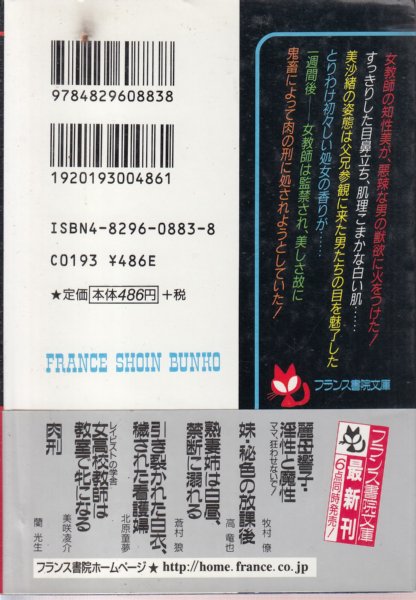 9784829608838
1920193004861
ISBN4-8296-0883-8
C0193 ¥486E
★定価 本体486円 +税
FRANCE SHOIN BUNKO
女教師の知性美が、悪辣な男の獣欲に火をつけた!
すっきりした目鼻立ち、肌理こまかな白い肌……
美沙緒の姿態は父兄参観に来た男たちの目を魅了した
とりわけ初々しい処女の香りが……
一週間後――女教師は監禁され、美しさ故に
鬼畜によって肉の刑に処されようとしていた!
フランス書院文庫
フランス書院文庫
最新刊
6点同時発売!
麗母・響子・
淫性と魔性
ママ、狂わせないで!
牧村 僚
妹・秘色の放課後
高 竜也
熟妻姉は白昼、
禁断に溺れる
蒼村 狼
引き裂かれた白衣、
穢された看護婦
北原童夢
レイピストの学舎
女高校教師は
教室で牝になる
美咲凌介
肉刑
蘭 光生
フランス書院ホームページ★http://home.france.co.jp